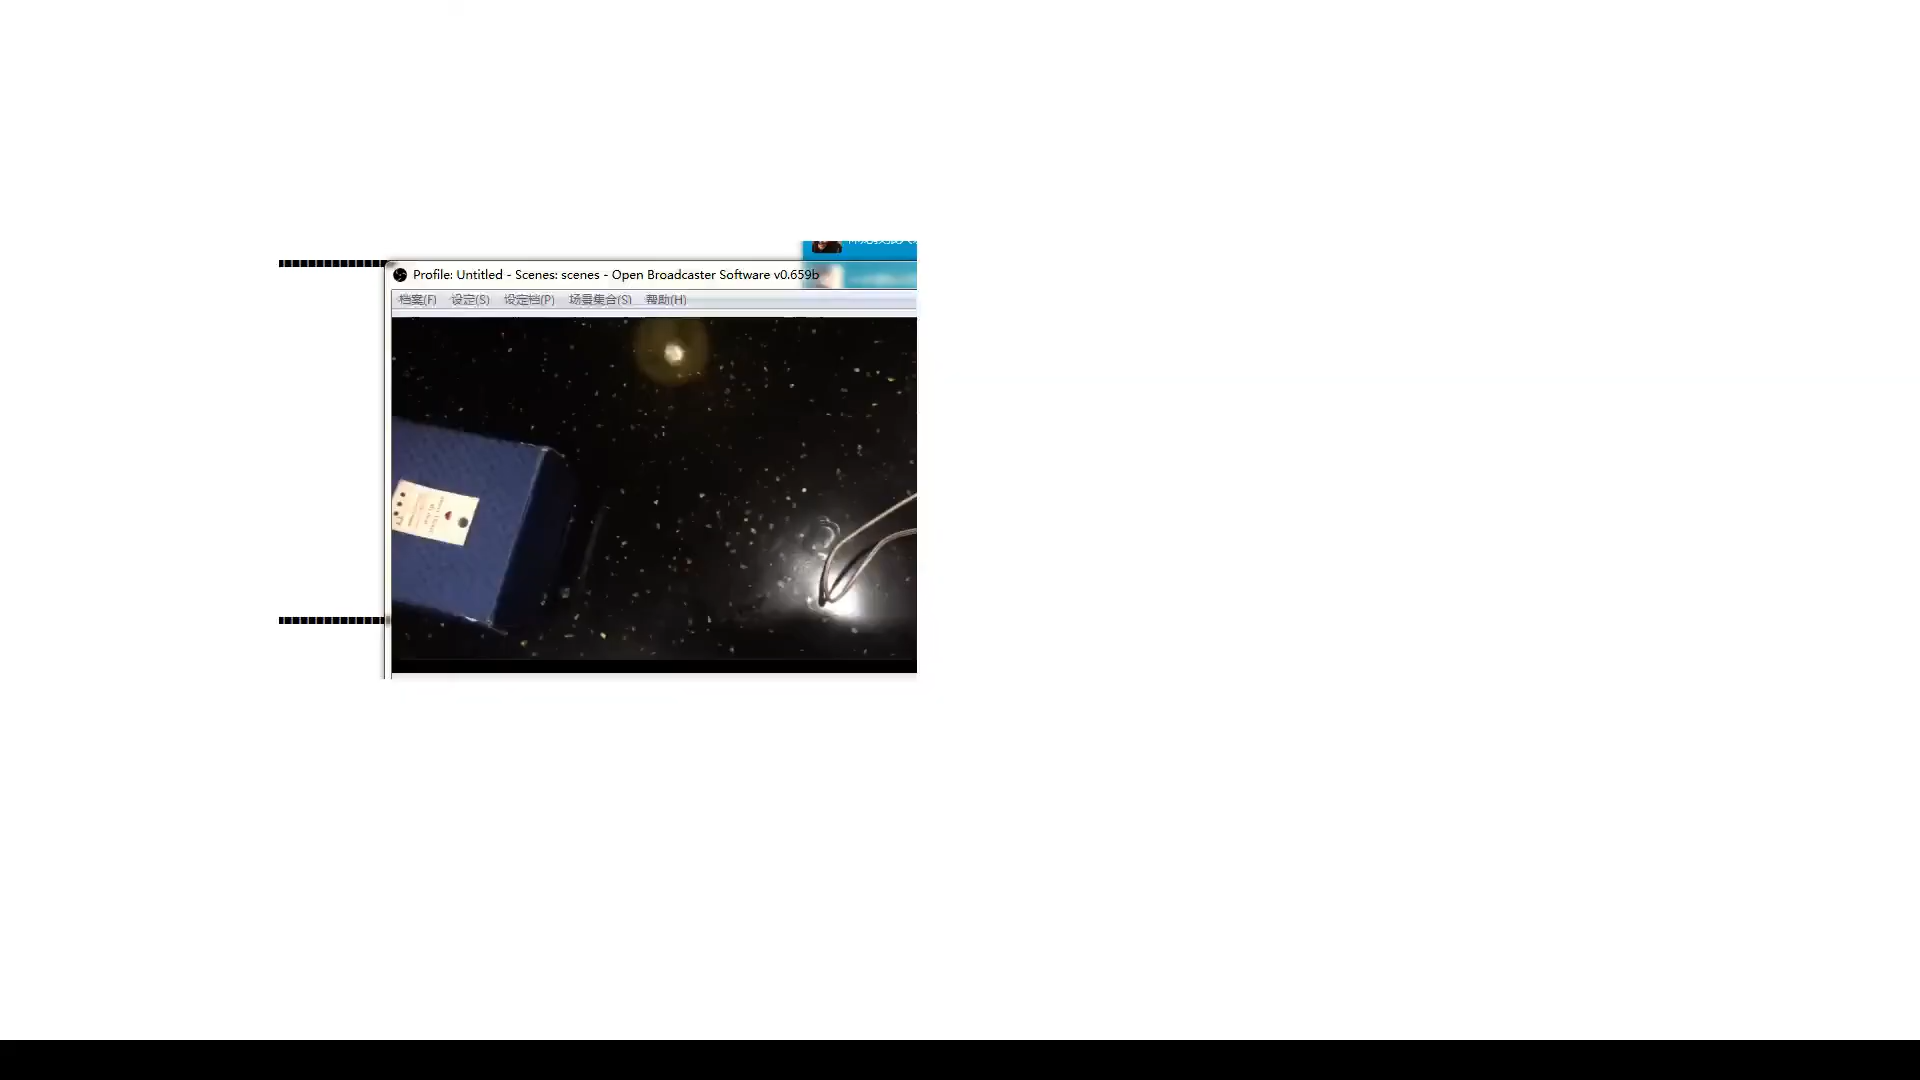 Profile: Untitled - Scenes: scenes - Open Broadcaster Software v0.659b
档案(F) 设定(S) 设定档(P) 场景集合(S) 帮助(H)